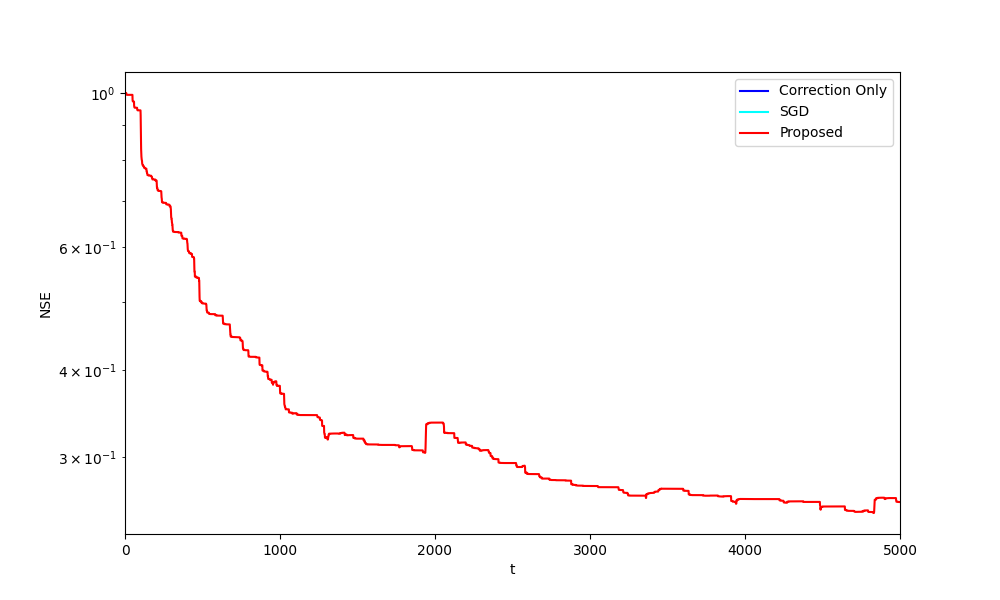 Correction Only
SGD
Proposed
10⁰
6 × 10⁻¹
4 × 10⁻¹
3 × 10⁻¹
NSE
0 1000 2000 3000 4000 5000
t